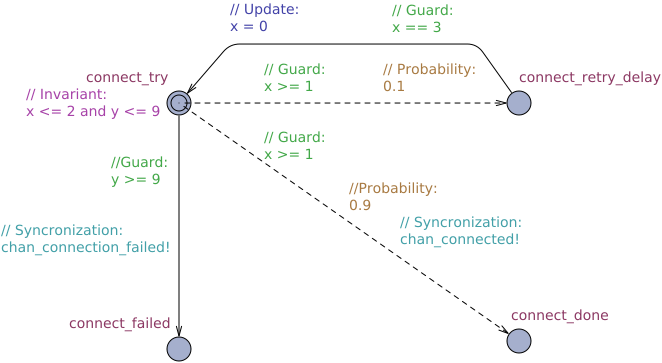 // Update:
x = 0
// Guard:
x == 3
connect_try
// Guard:
x >= 1
// Probability:
0.1
connect_retry_delay
// Invariant:
x <= 2 and y <= 9
// Guard:
x >= 1
//Guard:
y >= 9
//Probability:
0.9
// Syncronization:
chan_connection_failed!
// Syncronization:
chan_connected!
connect_failed
connect_done